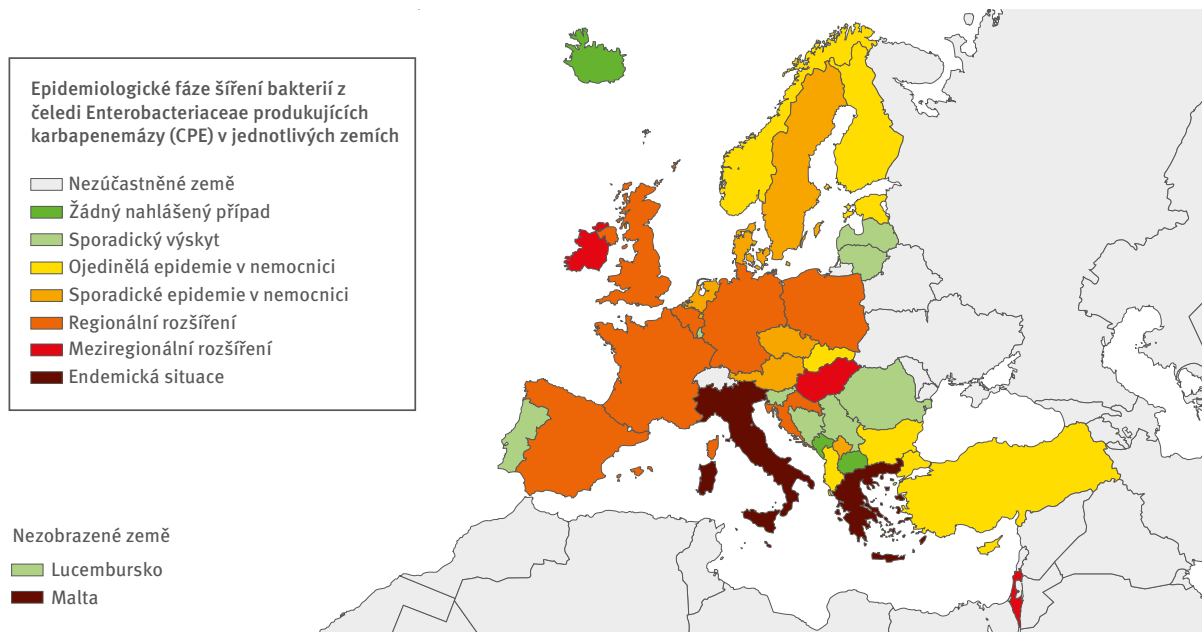 Epidemiologické fáze šíření bakterií z
čeledi Enterobacteriaceae produkujících
karbapenemázy (CPE) v jednotlivých zemích
Nezúčastněné země
Žádný nahlášený případ
Sporadický výskyt
Ojedinělá epidemie v nemocnici
Sporadické epidemie v nemocnici
Regionální rozšíření
Meziregionální rozšíření
Endemická situace
Nezobrazené země
Lucembursko
Malta